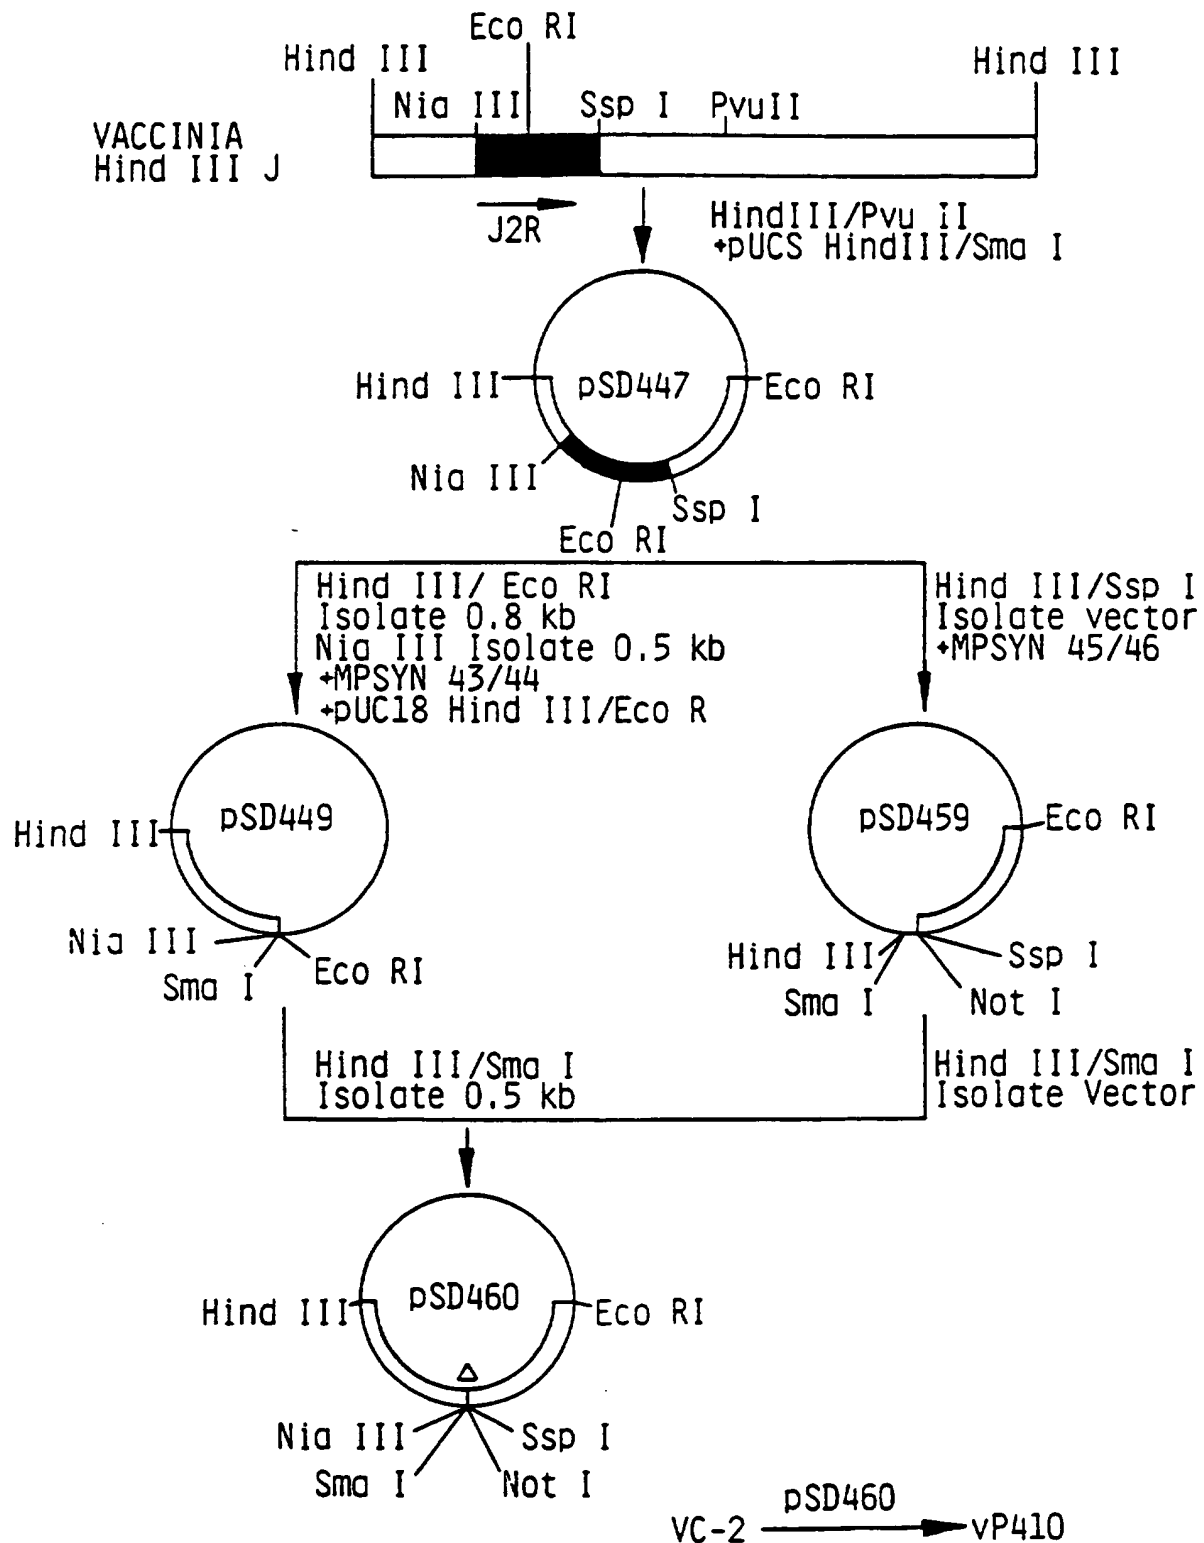 Eco RI
Hind III
Hind III
Nia III
Ssp I
PvuII
VACCINIA
Hind III J
J2R
HindIII/Pvu II
+pUCS HindIII/Sma I
Hind III
pSD447
Eco RI
Nia III
Ssp I
Eco RI
Hind III/ Eco RI
Isolate 0.8 kb
Nia III Isolate 0.5 kb
+MPSYN 43/44
+pUC18 Hind III/Eco R
Hind III/Ssp I
Isolate vector
+MPSYN 45/46
pSD449
Hind III
Nia III
Sma I
Eco RI
pSD459
Eco RI
Hind III
Sma I
Ssp I
Not I
Hind III/Sma I
Isolate 0.5 kb
Hind III/Sma I
Isolate Vector
pSD460
Hind III
Eco RI
Δ
Nia III
Ssp I
Sma I
Not I
pSD460
VC-2
vP410